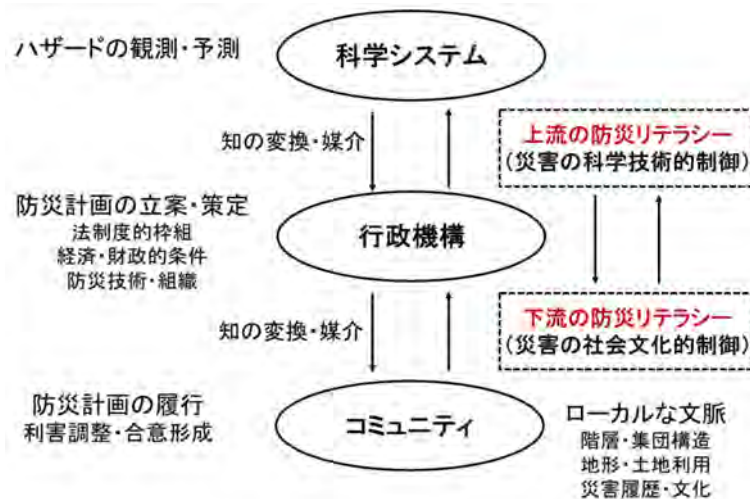 ハザードの観測・予測
科学システム
知の変換・媒介
上流の防災リテラシー
(災害の科学技術的制御)
防災計画の立案・策定
法制度的枠組
経済・財政的条件
防災技術・組織
行政機構
知の変換・媒介
下流の防災リテラシー
(災害の社会文化的制御)
防災計画の履行
利害調整・合意形成
コミュニティ
ローカルな文脈
階層・集団構造
地形・土地利用
災害履歴・文化